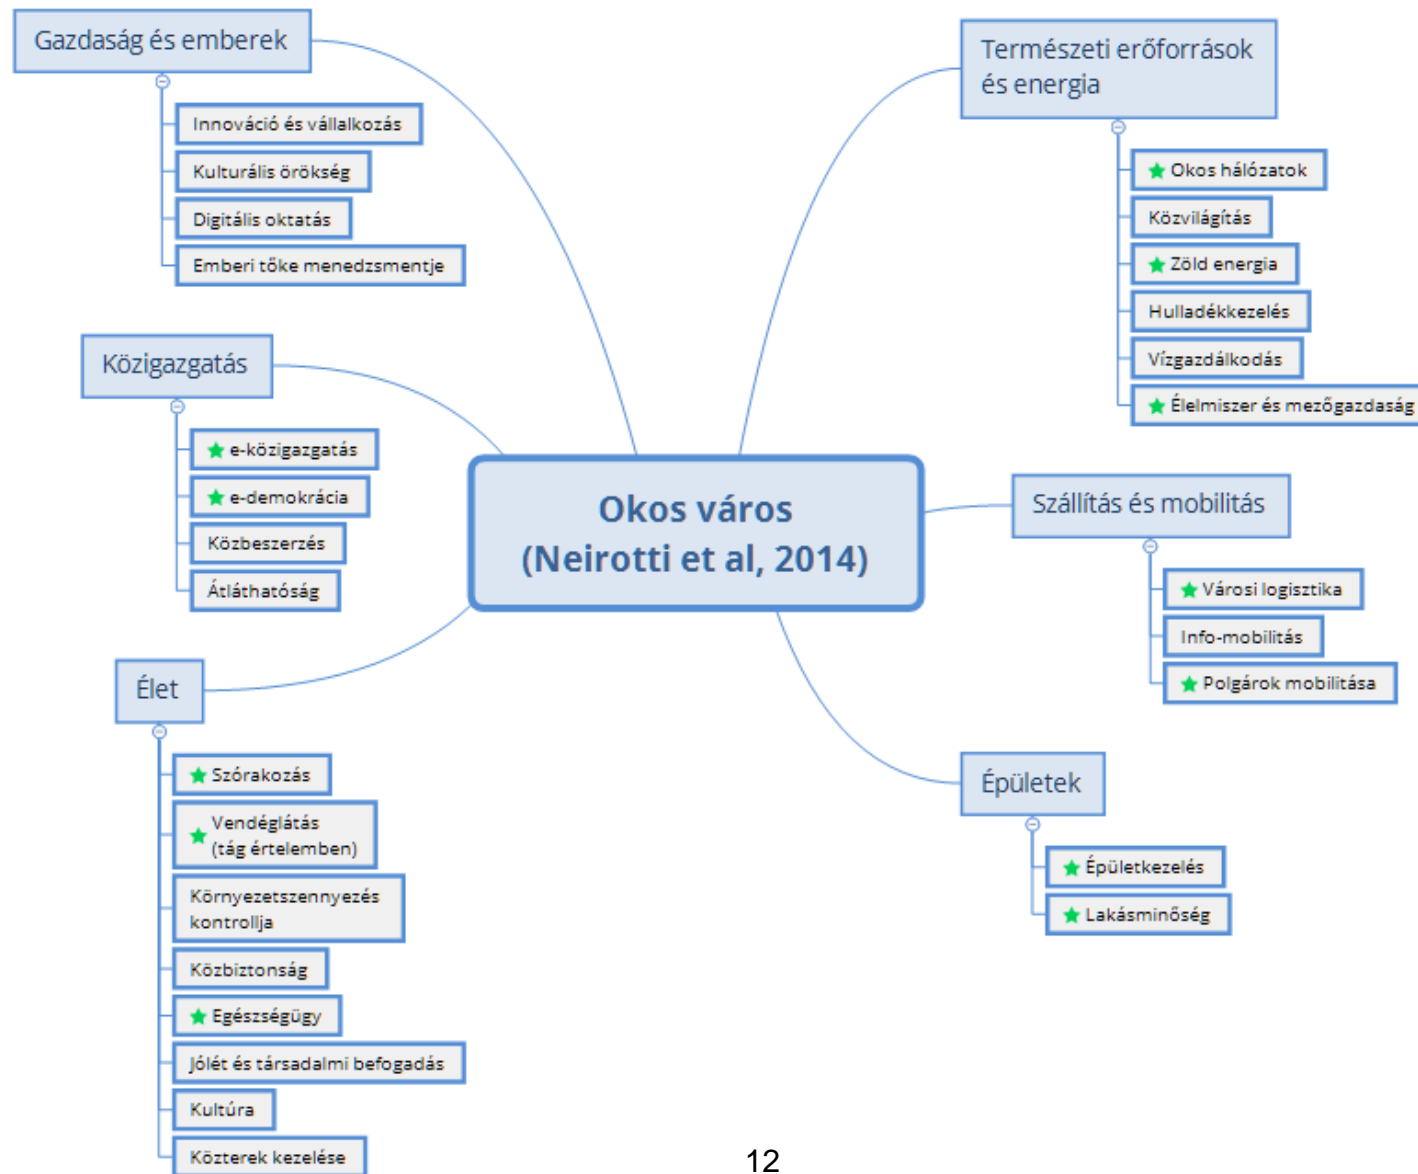 Gazdaság és emberek
Innováció és vállalkozás
Kulturális örökség
Digitális oktatás
Emberi tőke menedzsmentje
Közigazgatás
e-közigazgatás
e-demokrácia
Közbeszerzés
Átláthatóság
Élet
Szórakozás
Vendéglátás
(tág értelemben)
Környezetszennyezés
kontrollja
Közbiztonság
Egészségügy
Jólét és társadalmi befogadás
Kultúra
Közterek kezelése
Okos város
(Neirotti et al, 2014)
Természeti erőforrások
és energia
Okos hálózatok
Közvilágítás
Zöld energia
Hulladékkezelés
Vízgazdálkodás
Élelmiszer és mezőgazdaság
Szállítás és mobilitás
Városi logisztika
Info-mobilitás
Polgárok mobilitása
Épületek
Épületkezelés
Lakásminőség
12